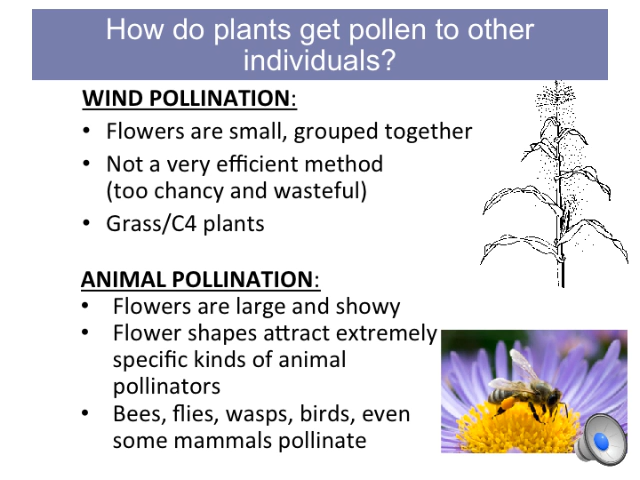 How do plants get pollen to other
individuals?
WIND POLLINATION:
• Flowers are small, grouped together
• Not a very efficient method
(too chancy and wasteful)
• Grass/C4 plants
ANIMAL POLLINATION:
• Flowers are large and showy
• Flower shapes attract extremely
specific kinds of animal
pollinators
• Bees, flies, wasps, birds, even
some mammals pollinate